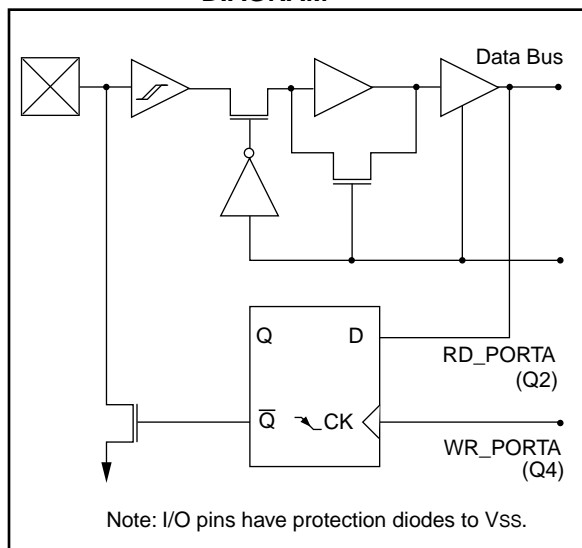 DIAGRAM
Data Bus
Q D
RD_PORTA
(Q2)
Q̅ CK
WR_PORTA
(Q4)
Note: I/O pins have protection diodes to VSS.